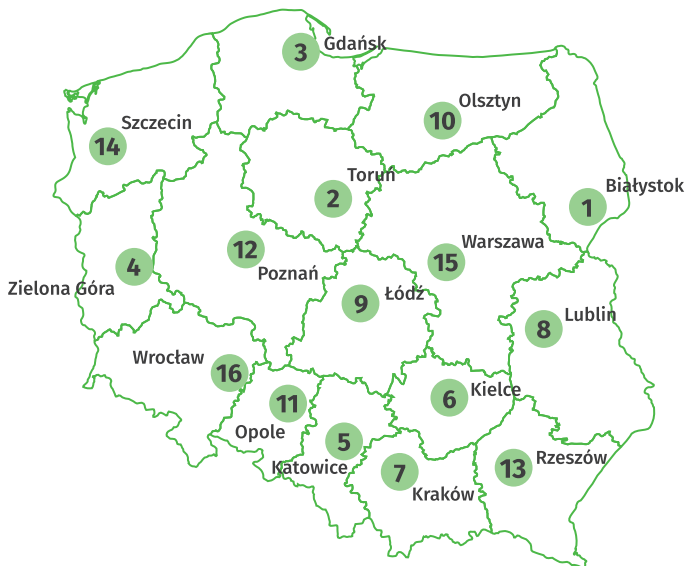 3 Gdańsk
Olsztyn
10
Szczecin
14
Toruń
2
Białystok
1
Warszawa
12
15
Poznań
4
Zielona Góra
Łódź
9
Lublin
8
Wrocław
16
Kielce
6
11
Opole
5
Katowice
Rzeszów
13
7
Kraków